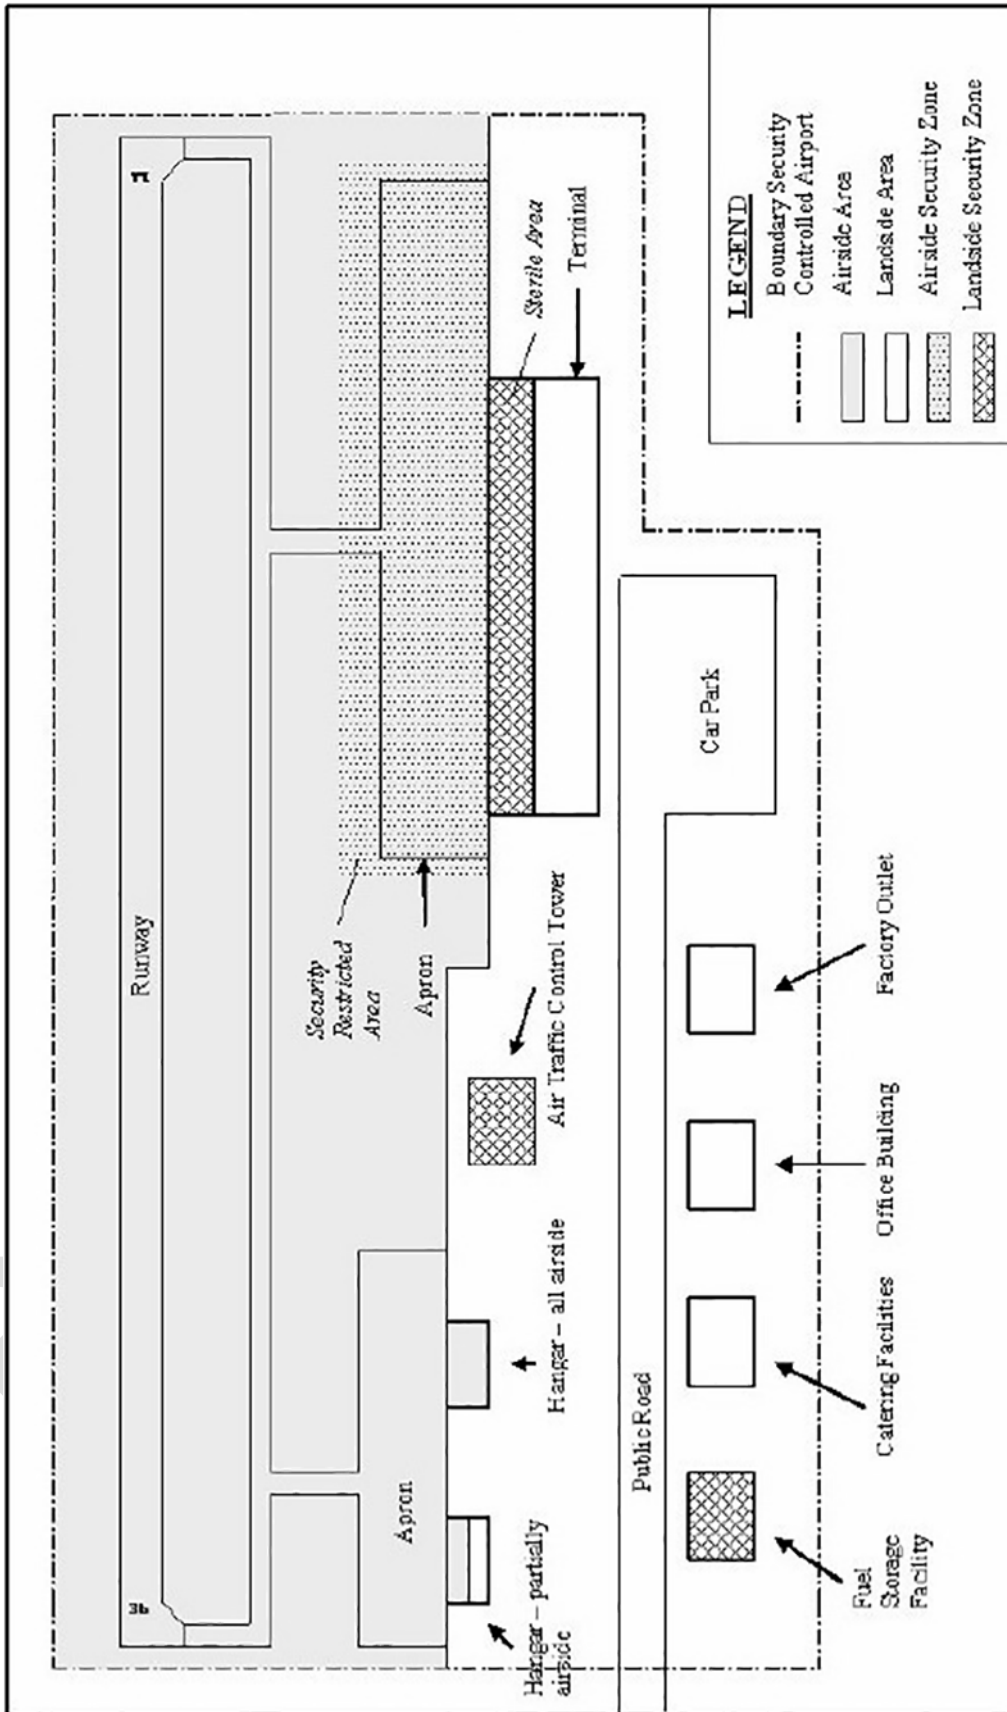 Runway
36
Security
Restricted
Area
Apron
Sterile Area
Terminal
Apron
Hangar – partially
airside
Hangar – all airside
Air Traffic Control Tower
Public Road
Car Park
Fuel
Storage
Facility
Catering Facilities
Office Building
Factory Outlet
LEGEND
Boundary Security
Controlled Airport
Airside Area
Landside Area
Airside Security Zone
Landside Security Zone